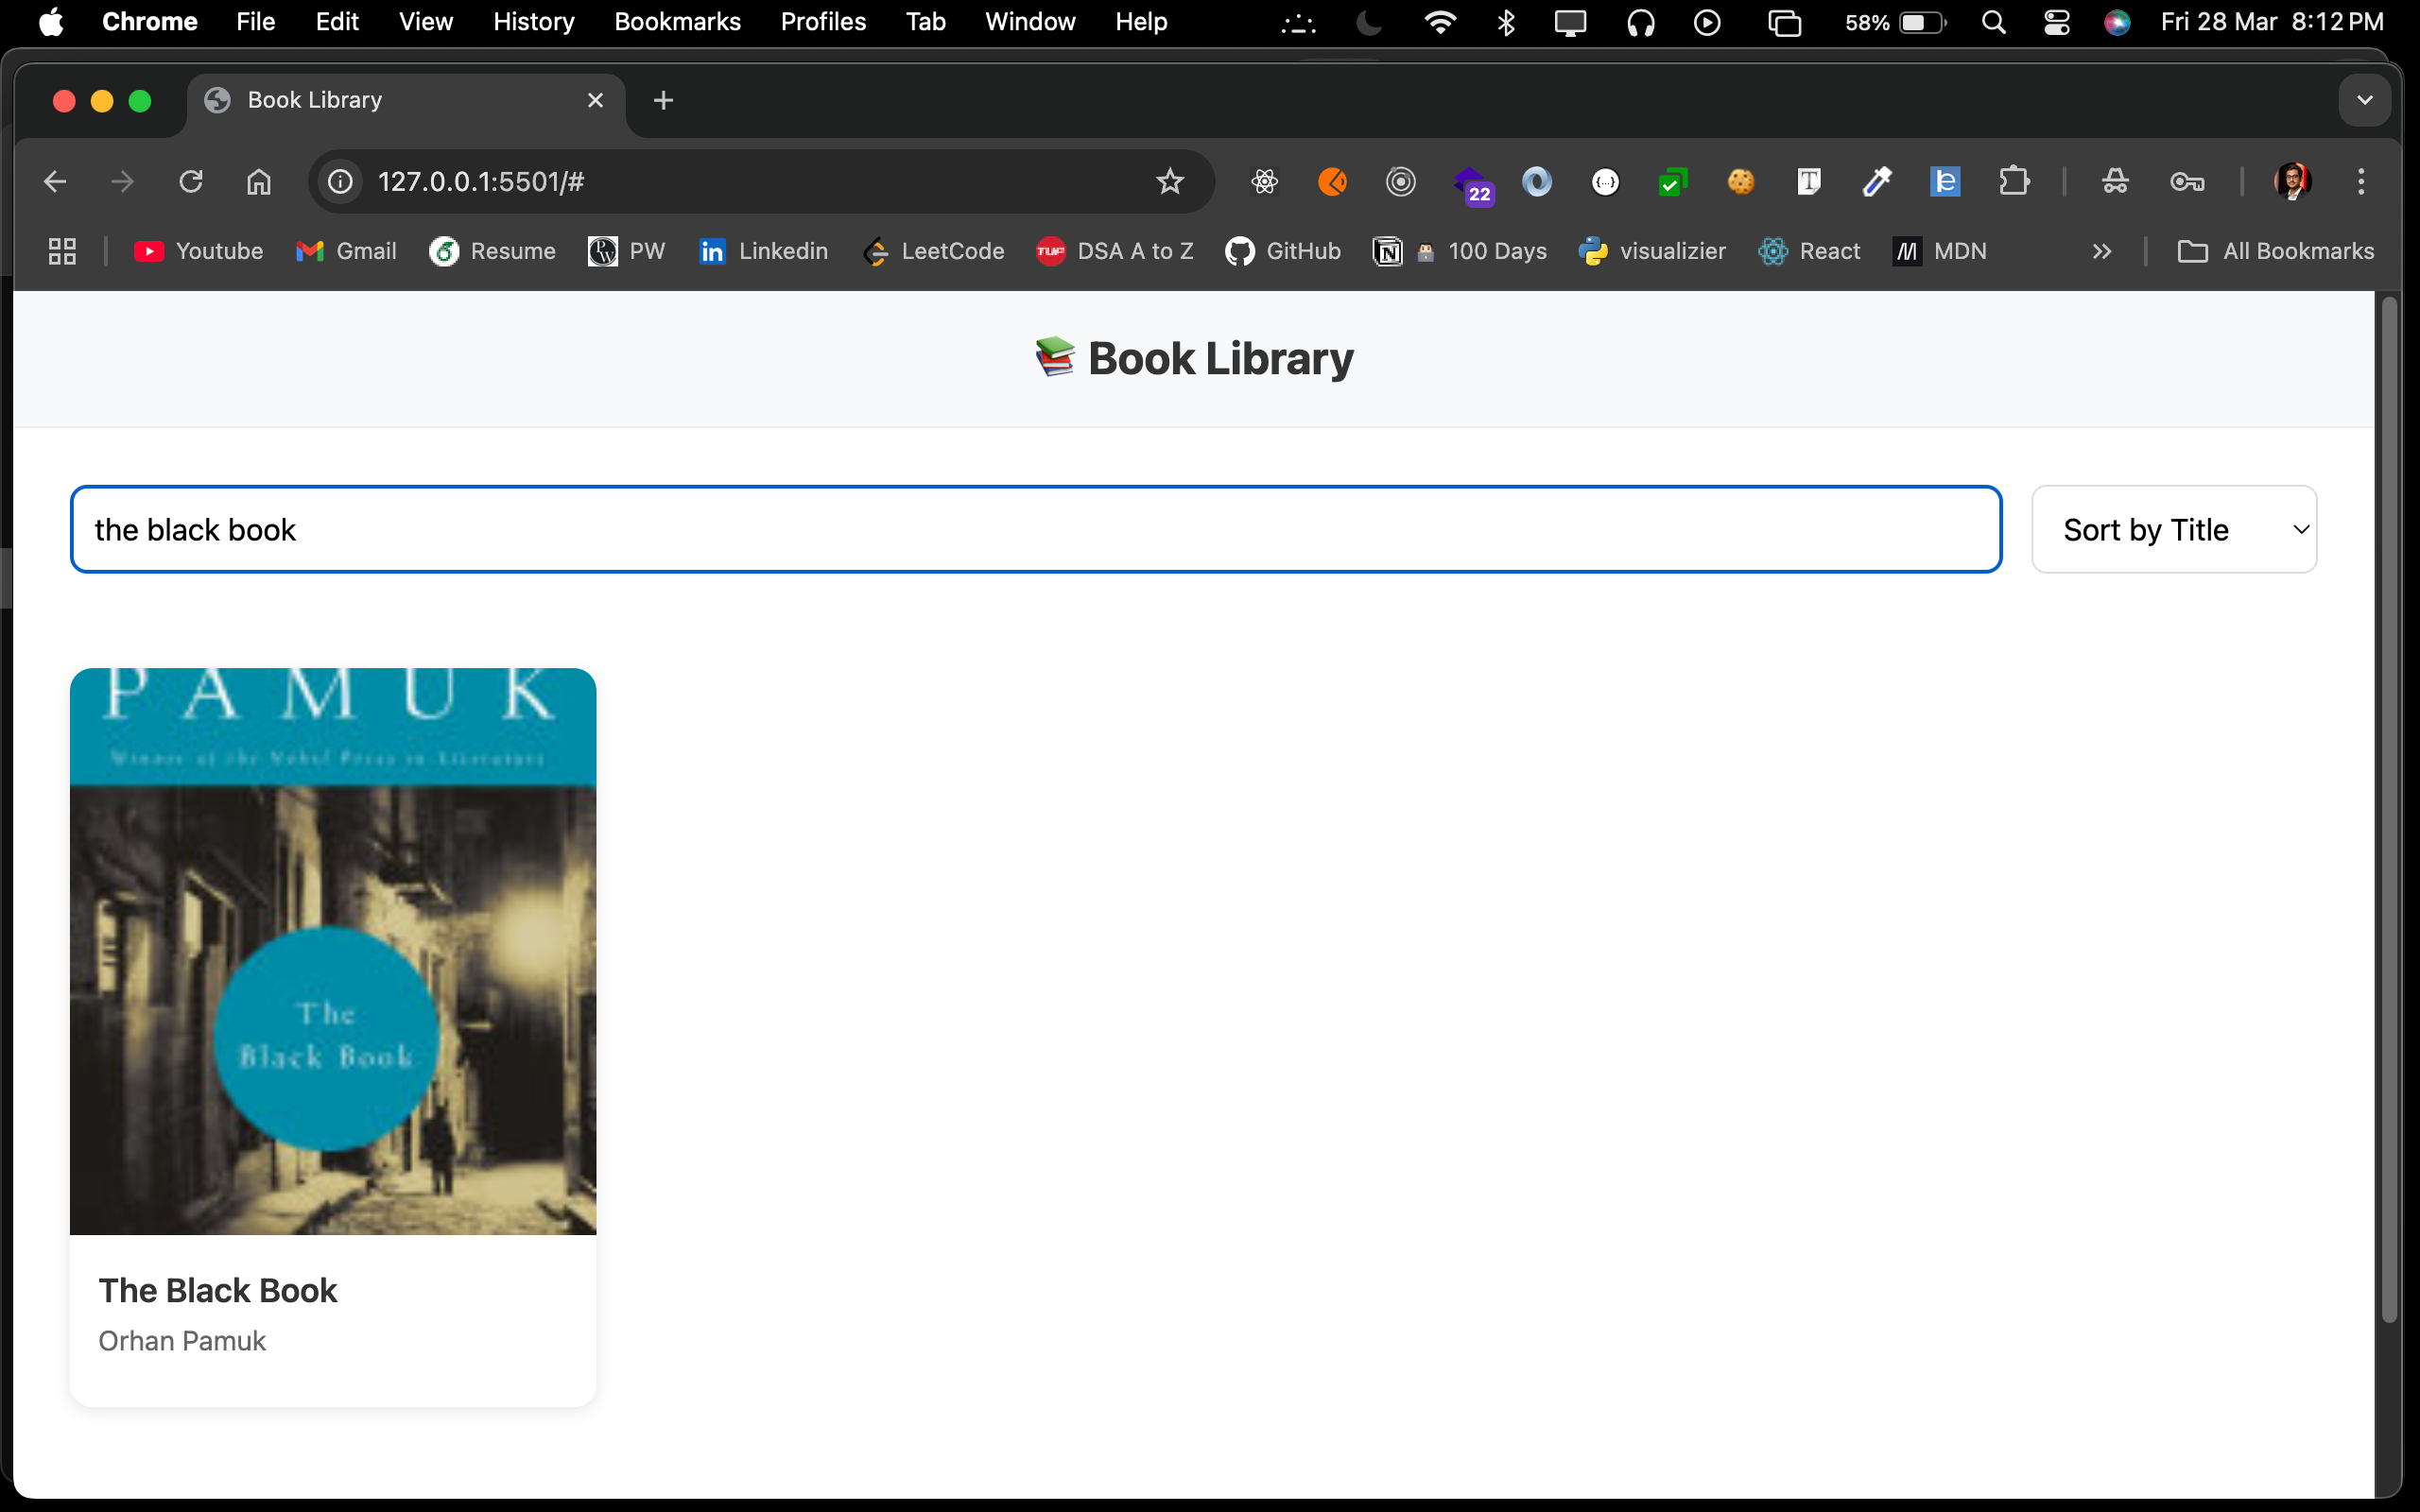 Chrome File Edit View History Bookmarks Profiles Tab Window Help 58% Fri 28 Mar 8:12 PM
Book Library
127.0.0.1:5501/#
22
Youtube Gmail Resume PW Linkedin LeetCode DSA A to Z GitHub 100 Days visualizier React MDN All Bookmarks
Book Library
the black book Sort by Title
PAMUK
Winner of the Nobel Prize in Literature
The
Black Book
The Black Book
Orhan Pamuk